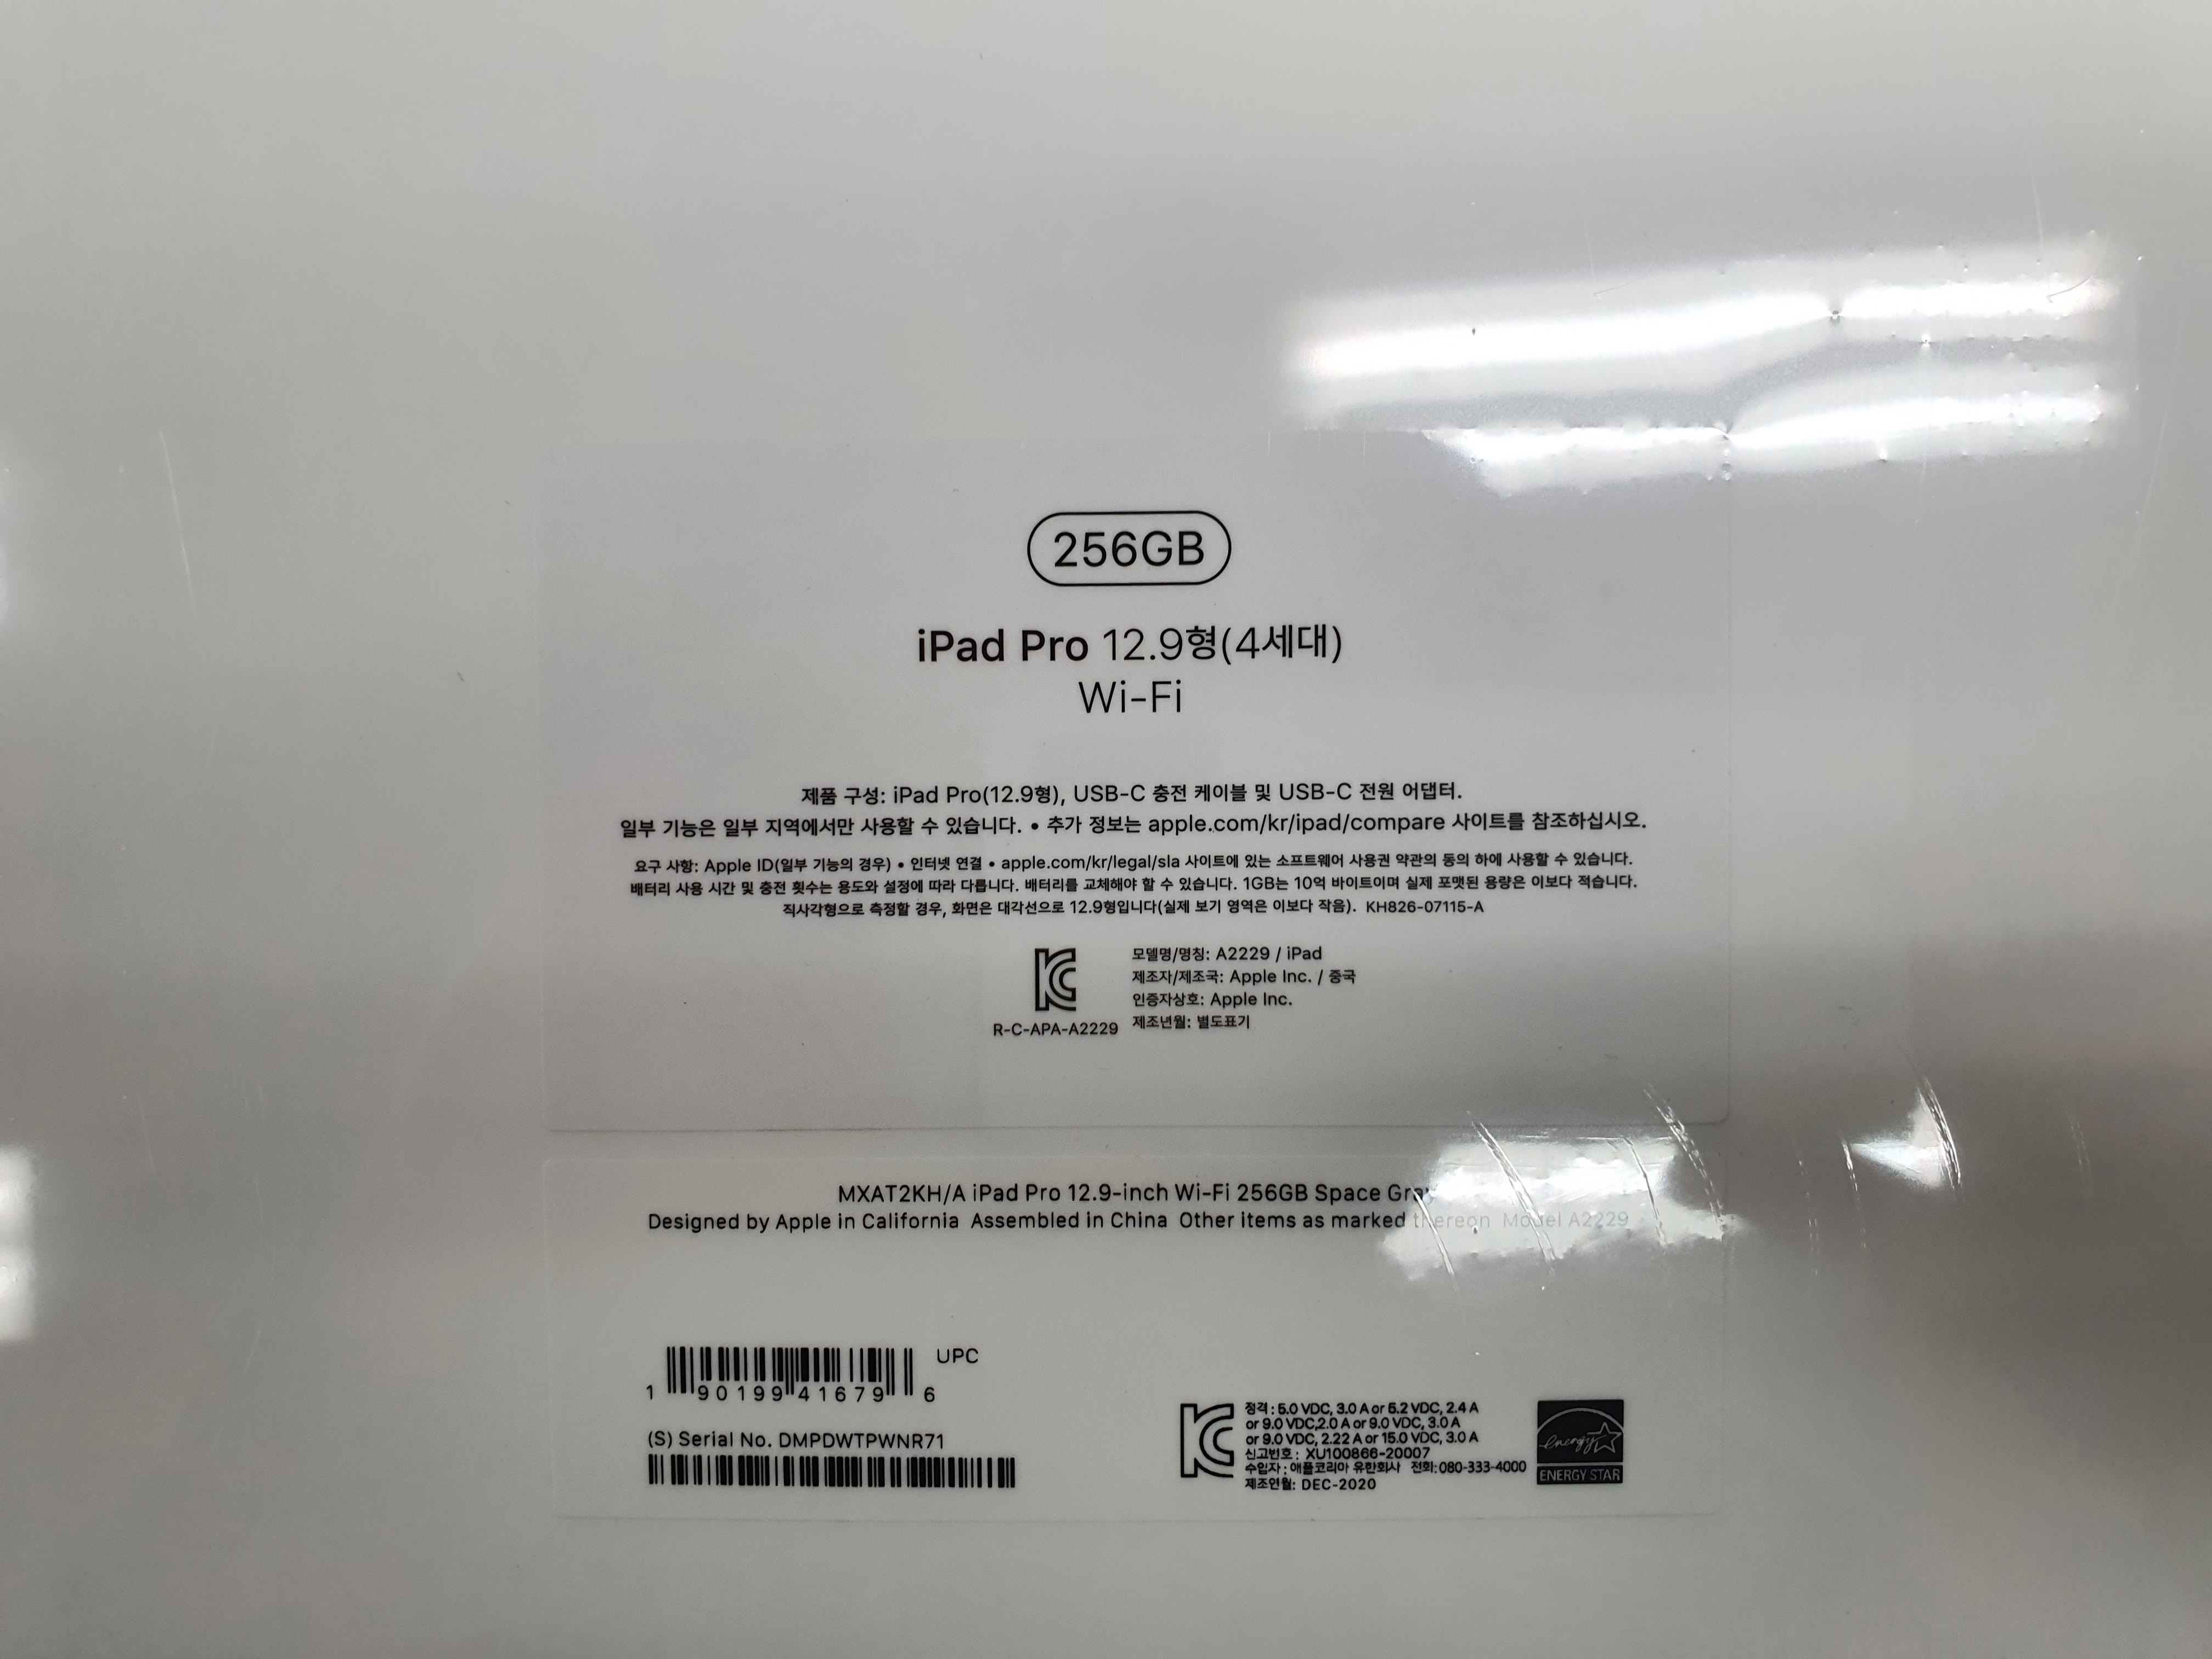 256GB
iPad Pro 12.9형(4세대)
Wi-Fi
제품 구성: iPad Pro(12.9형), USB-C 충전 케이블 및 USB-C 전원 어댑터.
일부 기능은 일부 지역에서만 사용할 수 있습니다. • 추가 정보는 apple.com/kr/ipad/compare 사이트를 참조하십시오.
요구 사항: Apple ID(일부 기능의 경우) • 인터넷 연결 • apple.com/kr/legal/sla 사이트에 있는 소프트웨어 사용권 약관의 동의 하에 사용할 수 있습니다.
배터리 사용 시간 및 충전 횟수는 용도와 설정에 따라 다릅니다. 배터리를 교체해야 할 수 있습니다. 1GB는 10억 바이트이며 실제 포맷된 용량은 이보다 적습니다.
직사각형으로 측정할 경우, 화면은 대각선으로 12.9형입니다(실제 보기 영역은 이보다 작음). KH826-07115-A
모델명/명칭: A2229 / iPad
제조자/제조국: Apple Inc. / 중국
인증자상호: Apple Inc.
제조년월: 별도표기
R-C-APA-A2229
MXAT2KH/A iPad Pro 12.9-inch Wi-Fi 256GB Space Gray
Designed by Apple in California Assembled in China Other items as marked thereon Model A2229
UPC
1 90199 41679 6
(S) Serial No. DMPDWTPWNR71
정격 : 5.0 VDC, 3.0 A or 5.2 VDC, 2.4 A
or 9.0 VDC,2.0 A or 9.0 VDC, 3.0 A
or 9.0 VDC, 2.22 A or 15.0 VDC, 3.0 A
신고번호 : XU100866-20007
수입자 : 애플코리아 유한회사 전화:080-333-4000
제조연월: DEC-2020
energy
ENERGY STAR